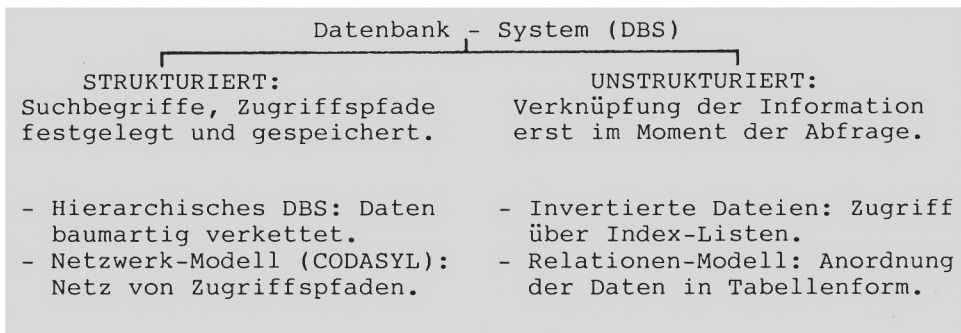 Datenbank - System (DBS)
STRUKTURIERT:
Suchbegriffe, Zugriffspfade
festgelegt und gespeichert.
- Hierarchisches DBS: Daten
baumartig verkettet.
- Netzwerk-Modell (CODASYL):
Netz von Zugriffspfaden.
UNSTRUKTURIERT:
Verknüpfung der Information
erst im Moment der Abfrage.
- Invertierte Dateien: Zugriff
über Index-Listen.
- Relationen-Modell: Anordnung
der Daten in Tabellenform.